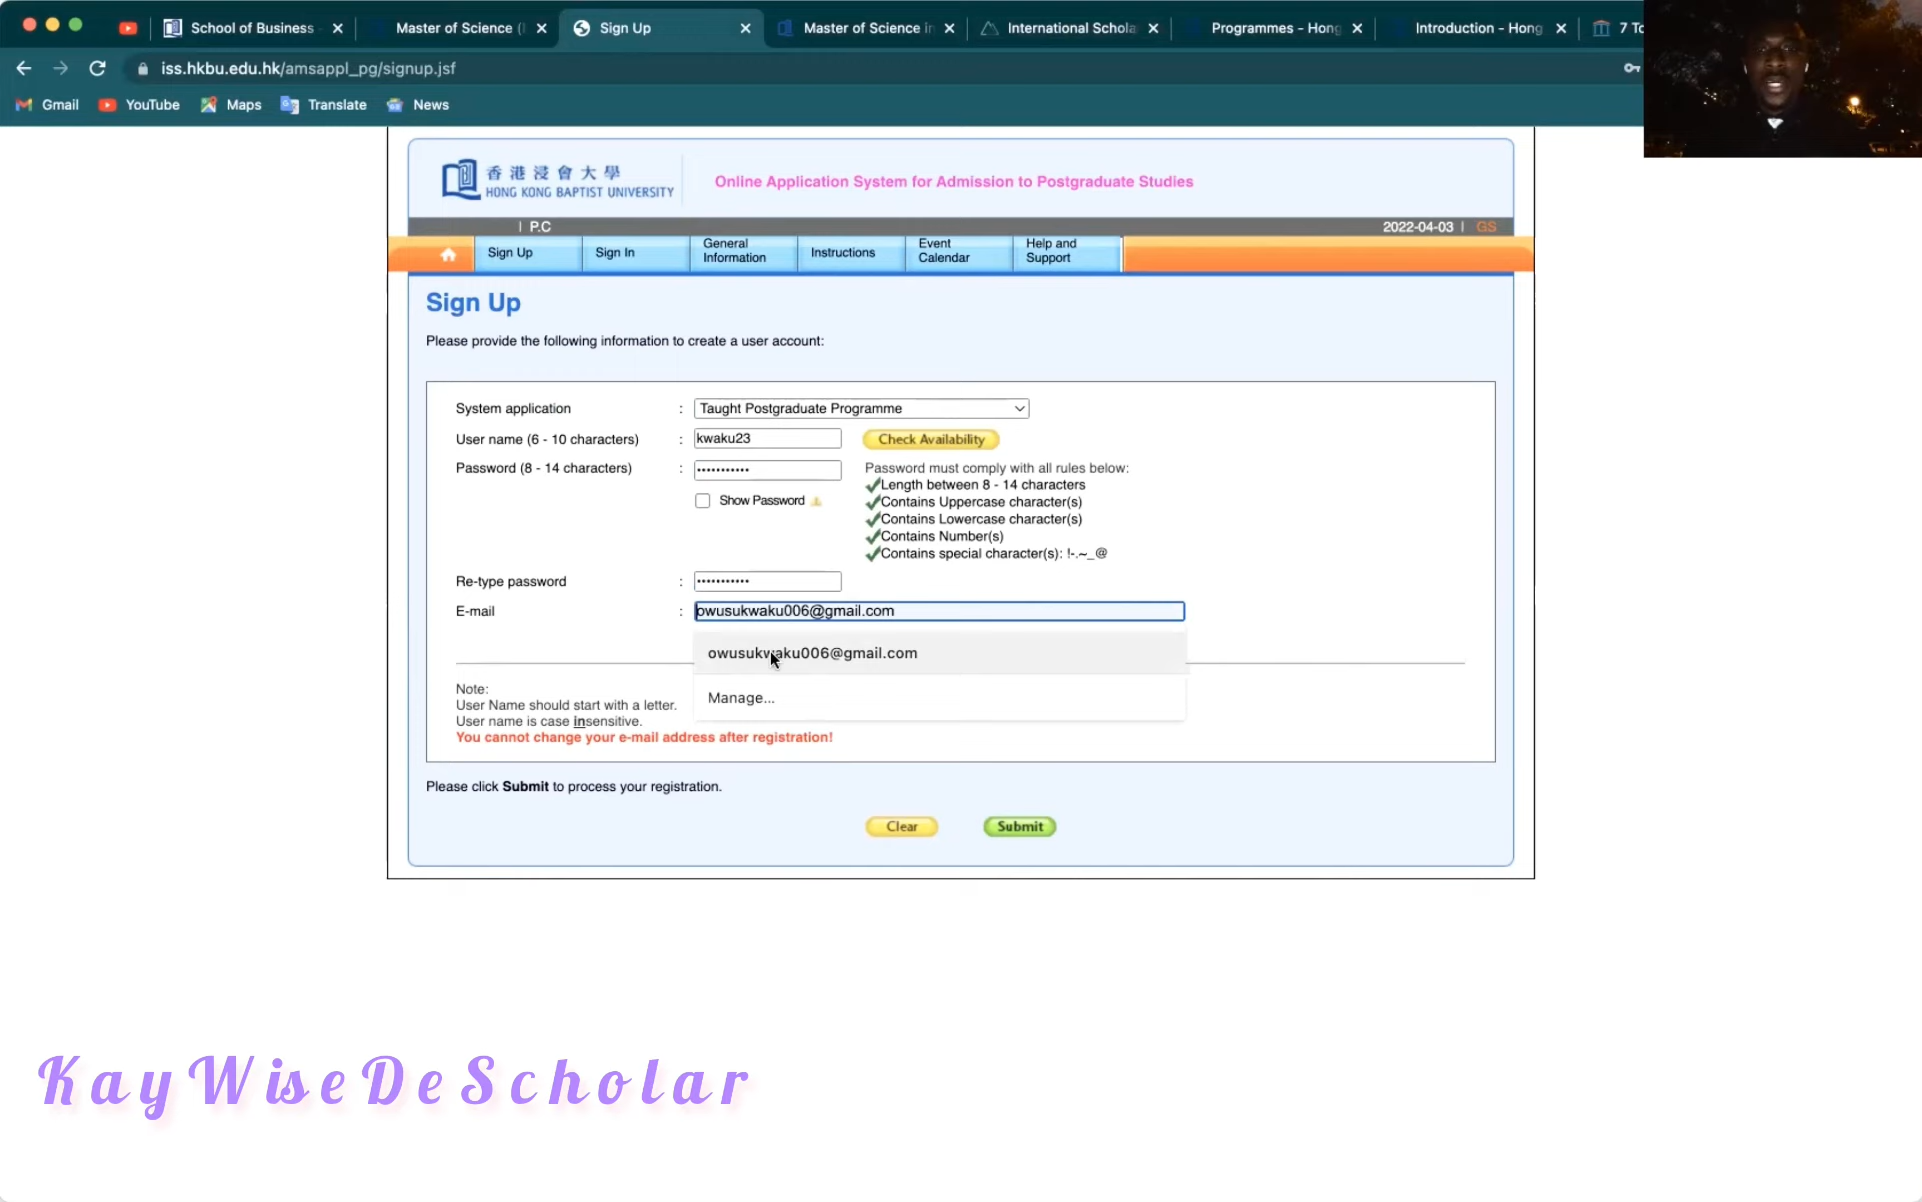 School of Business
Master of Science (
Sign Up
Master of Science in
International Schola
Programmes - Hong
Introduction - Hong
7 To
iss.hkbu.edu.hk/amsappl_pg/signup.jsf
Gmail
YouTube
Maps
Translate
News
香港浸會大學
HONG KONG BAPTIST UNIVERSITY
Online Application System for Admission to Postgraduate Studies
| P.C
2022-04-03 | GS
Sign Up
Sign In
General Information
Instructions
Event Calendar
Help and Support
Sign Up
Please provide the following information to create a user account:
System application : Taught Postgraduate Programme
User name (6 - 10 characters) : kwaku23 Check Availability
Password (8 - 14 characters) : ••••••••••• Password must comply with all rules below:
Length between 8 - 14 characters
Show Password Contains Uppercase character(s)
Contains Lowercase character(s)
Contains Number(s)
Contains special character(s): !-.~_@
Re-type password : •••••••••••
E-mail : owusukwaku006@gmail.com
owusukwaku006@gmail.com
Manage...
Note:
User Name should start with a letter.
User name is case insensitive.
You cannot change your e-mail address after registration!
Please click Submit to process your registration.
Clear Submit
KayWiseDeScholar